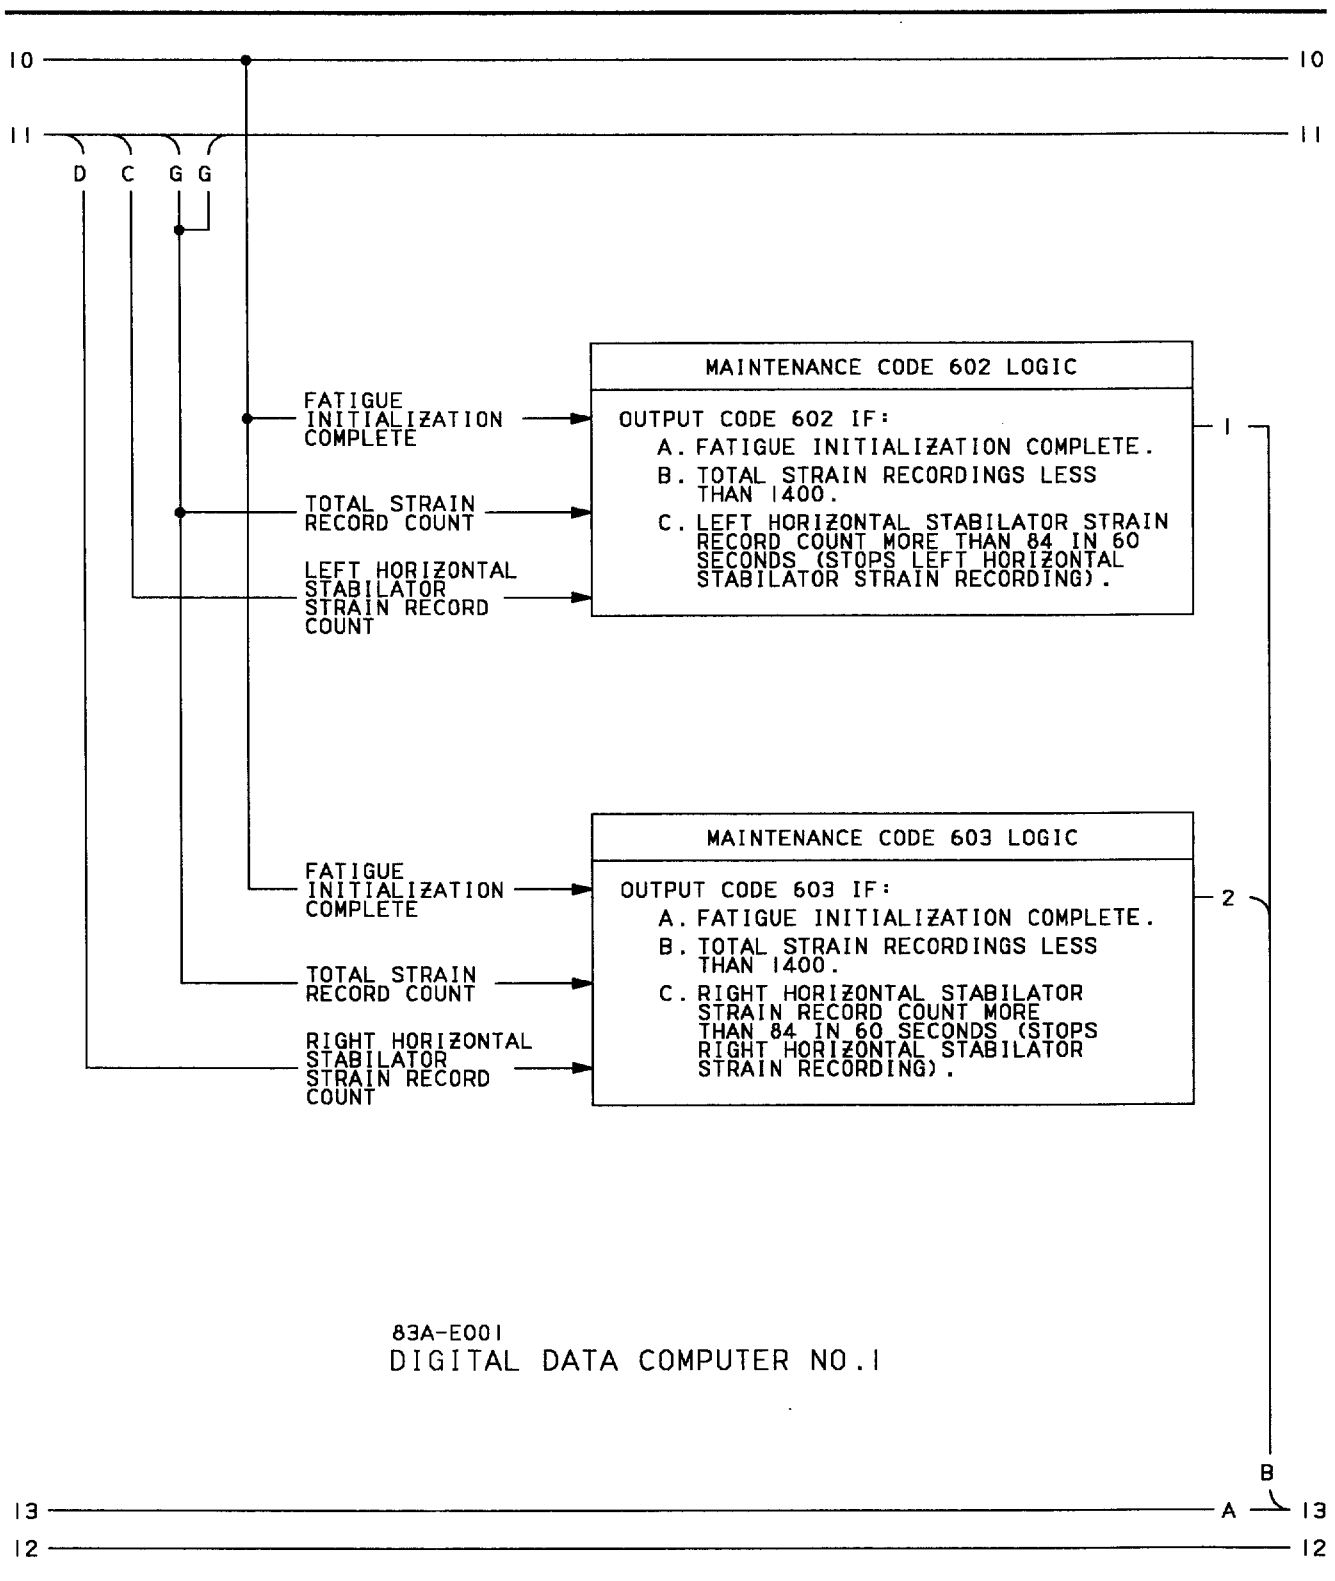 10 10
11 11
D C G G
MAINTENANCE CODE 602 LOGIC
FATIGUE
INITIALIZATION
COMPLETE
TOTAL STRAIN
RECORD COUNT
LEFT HORIZONTAL
STABILATOR
STRAIN RECORD
COUNT
OUTPUT CODE 602 IF:
A. FATIGUE INITIALIZATION COMPLETE.
B. TOTAL STRAIN RECORDINGS LESS
THAN 1400.
C. LEFT HORIZONTAL STABILATOR STRAIN
RECORD COUNT MORE THAN 84 IN 60
SECONDS (STOPS LEFT HORIZONTAL
STABILATOR STRAIN RECORDING).
1
MAINTENANCE CODE 603 LOGIC
FATIGUE
INITIALIZATION
COMPLETE
TOTAL STRAIN
RECORD COUNT
RIGHT HORIZONTAL
STABILATOR
STRAIN RECORD
COUNT
OUTPUT CODE 603 IF:
A. FATIGUE INITIALIZATION COMPLETE.
B. TOTAL STRAIN RECORDINGS LESS
THAN 1400.
C. RIGHT HORIZONTAL STABILATOR
STRAIN RECORD COUNT MORE
THAN 84 IN 60 SECONDS (STOPS
RIGHT HORIZONTAL STABILATOR
STRAIN RECORDING).
2
83A-E001
DIGITAL DATA COMPUTER NO.1
B
13 A 13
12 12